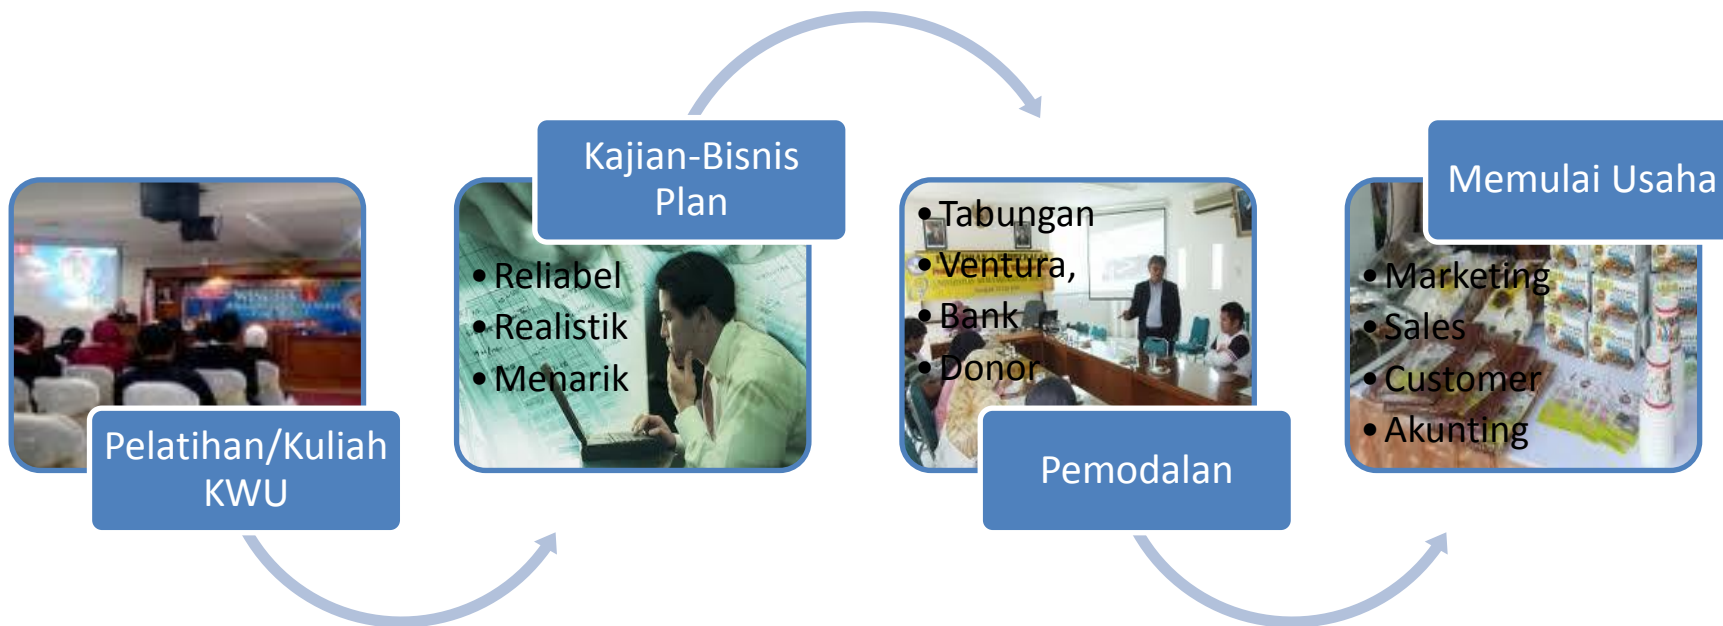 Pelatihan/Kuliah
KWU
Kajian-Bisnis
Plan
• Reliabel
• Realistik
• Menarik
• Tabungan
• Ventura,
• Bank
• Donor
Pemodalan
Memulai Usaha
• Marketing
• Sales
• Customer
• Akunting